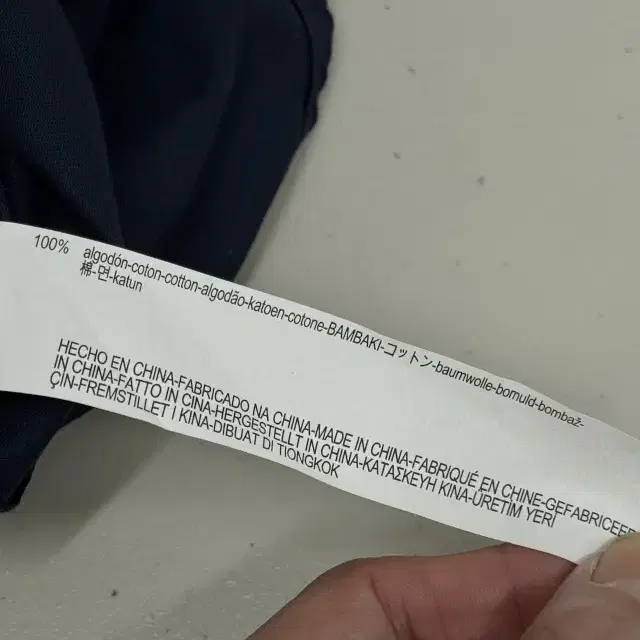 100% algodón-coton-cotton-algodão-katoen-cotone-BAMBAKI-コットン-baumwolle-bomuld-bombaž-
棉-면-katun
HECHO EN CHINA-FABRICADO NA CHINA-MADE IN CHINA-FABRIQUÉ EN CHINE-GEFABRICEERD
IN CHINA-FATTO IN CINA-HERGESTELLT IN CHINA-ΚΑΤΑΣΚΕΥΗ ΚΙΝΑ-ÜRETİM YERİ
ÇİN-FREMSTILLET I KINA-DIBUAT DI TIONGKOK